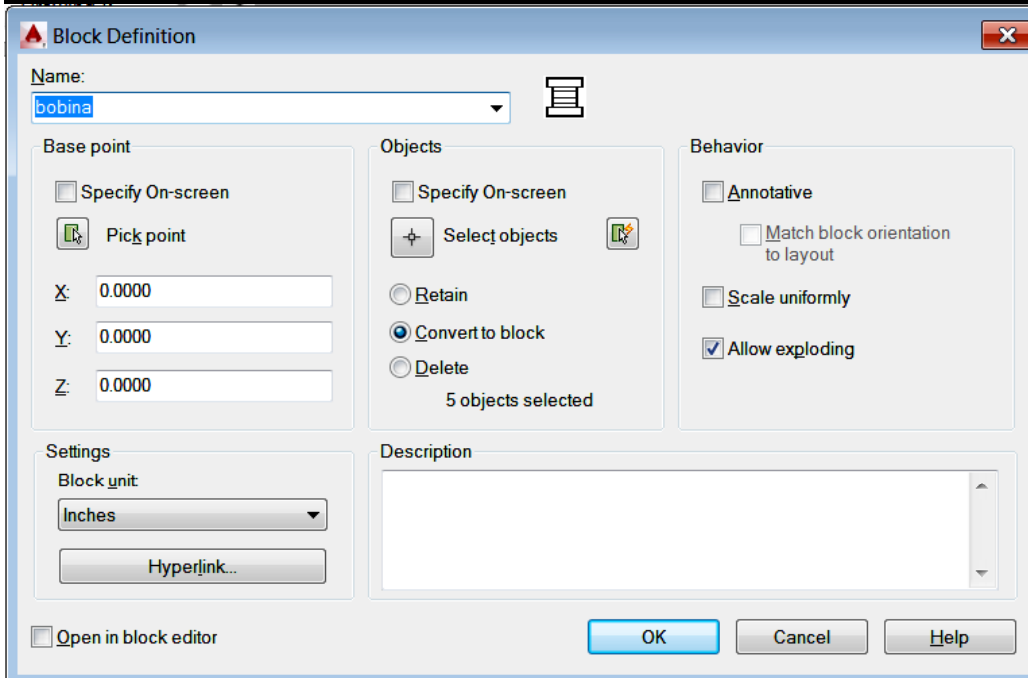 Block Definition
Name:
bobina
Base point
Specify On-screen
Pick point
X: 0.0000
Y: 0.0000
Z: 0.0000
Objects
Specify On-screen
Select objects
Retain
Convert to block
Delete
5 objects selected
Behavior
Annotative
Match block orientation
to layout
Scale uniformly
Allow exploding
Settings
Block unit:
Inches
Hyperlink...
Description
Open in block editor
OK
Cancel
Help